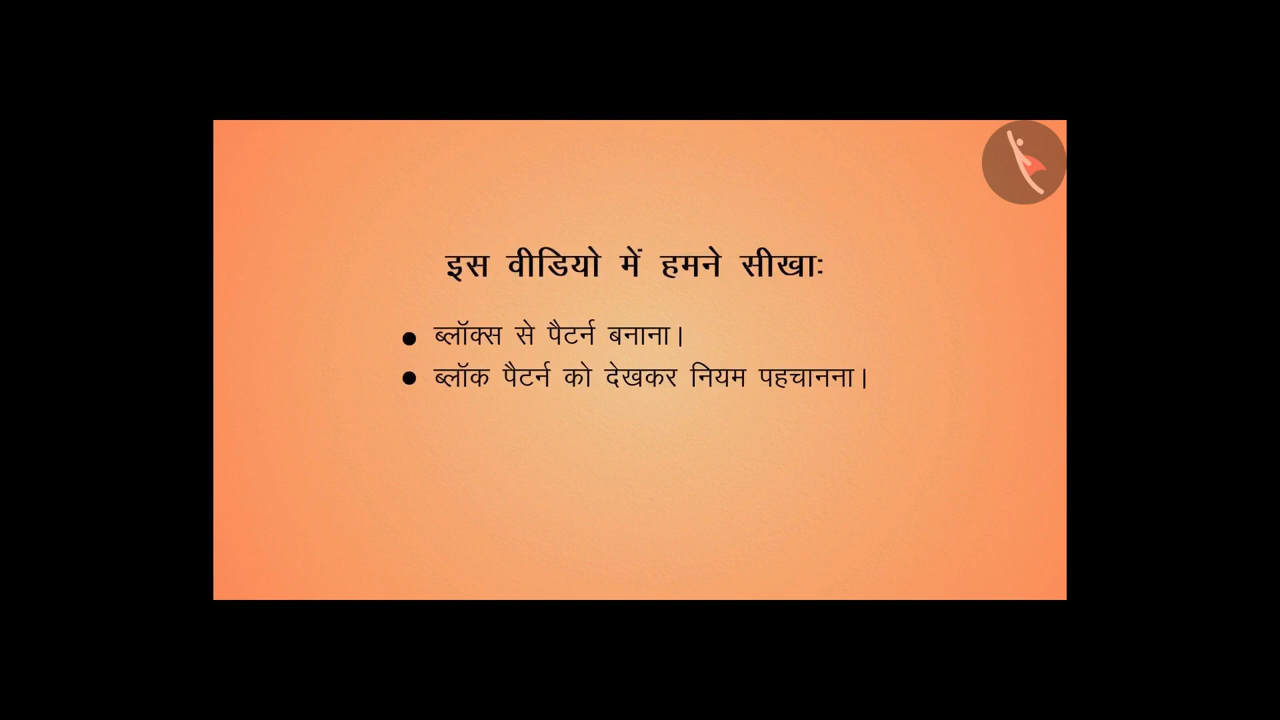 इस वीडियो में हमने सीखाः
● ब्लॉक्स से पैटर्न बनाना।
● ब्लॉक पैटर्न को देखकर नियम पहचानना।